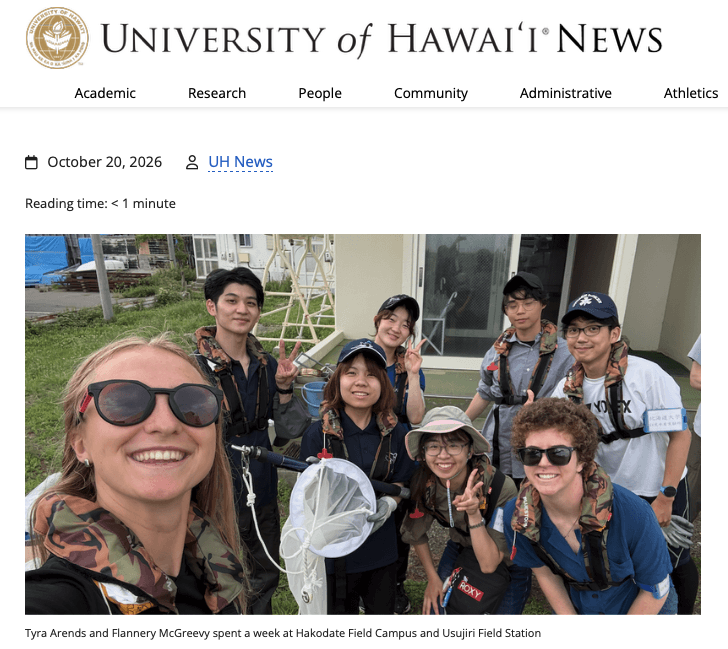 UNIVERSITY of HAWAIʻI® NEWS
Academic Research People Community Administrative Athletics
October 20, 2026 UH News
Reading time: < 1 minute
ROXY
Tyra Arends and Flannery McGreevy spent a week at Hakodate Field Campus and Usujiri Field Station